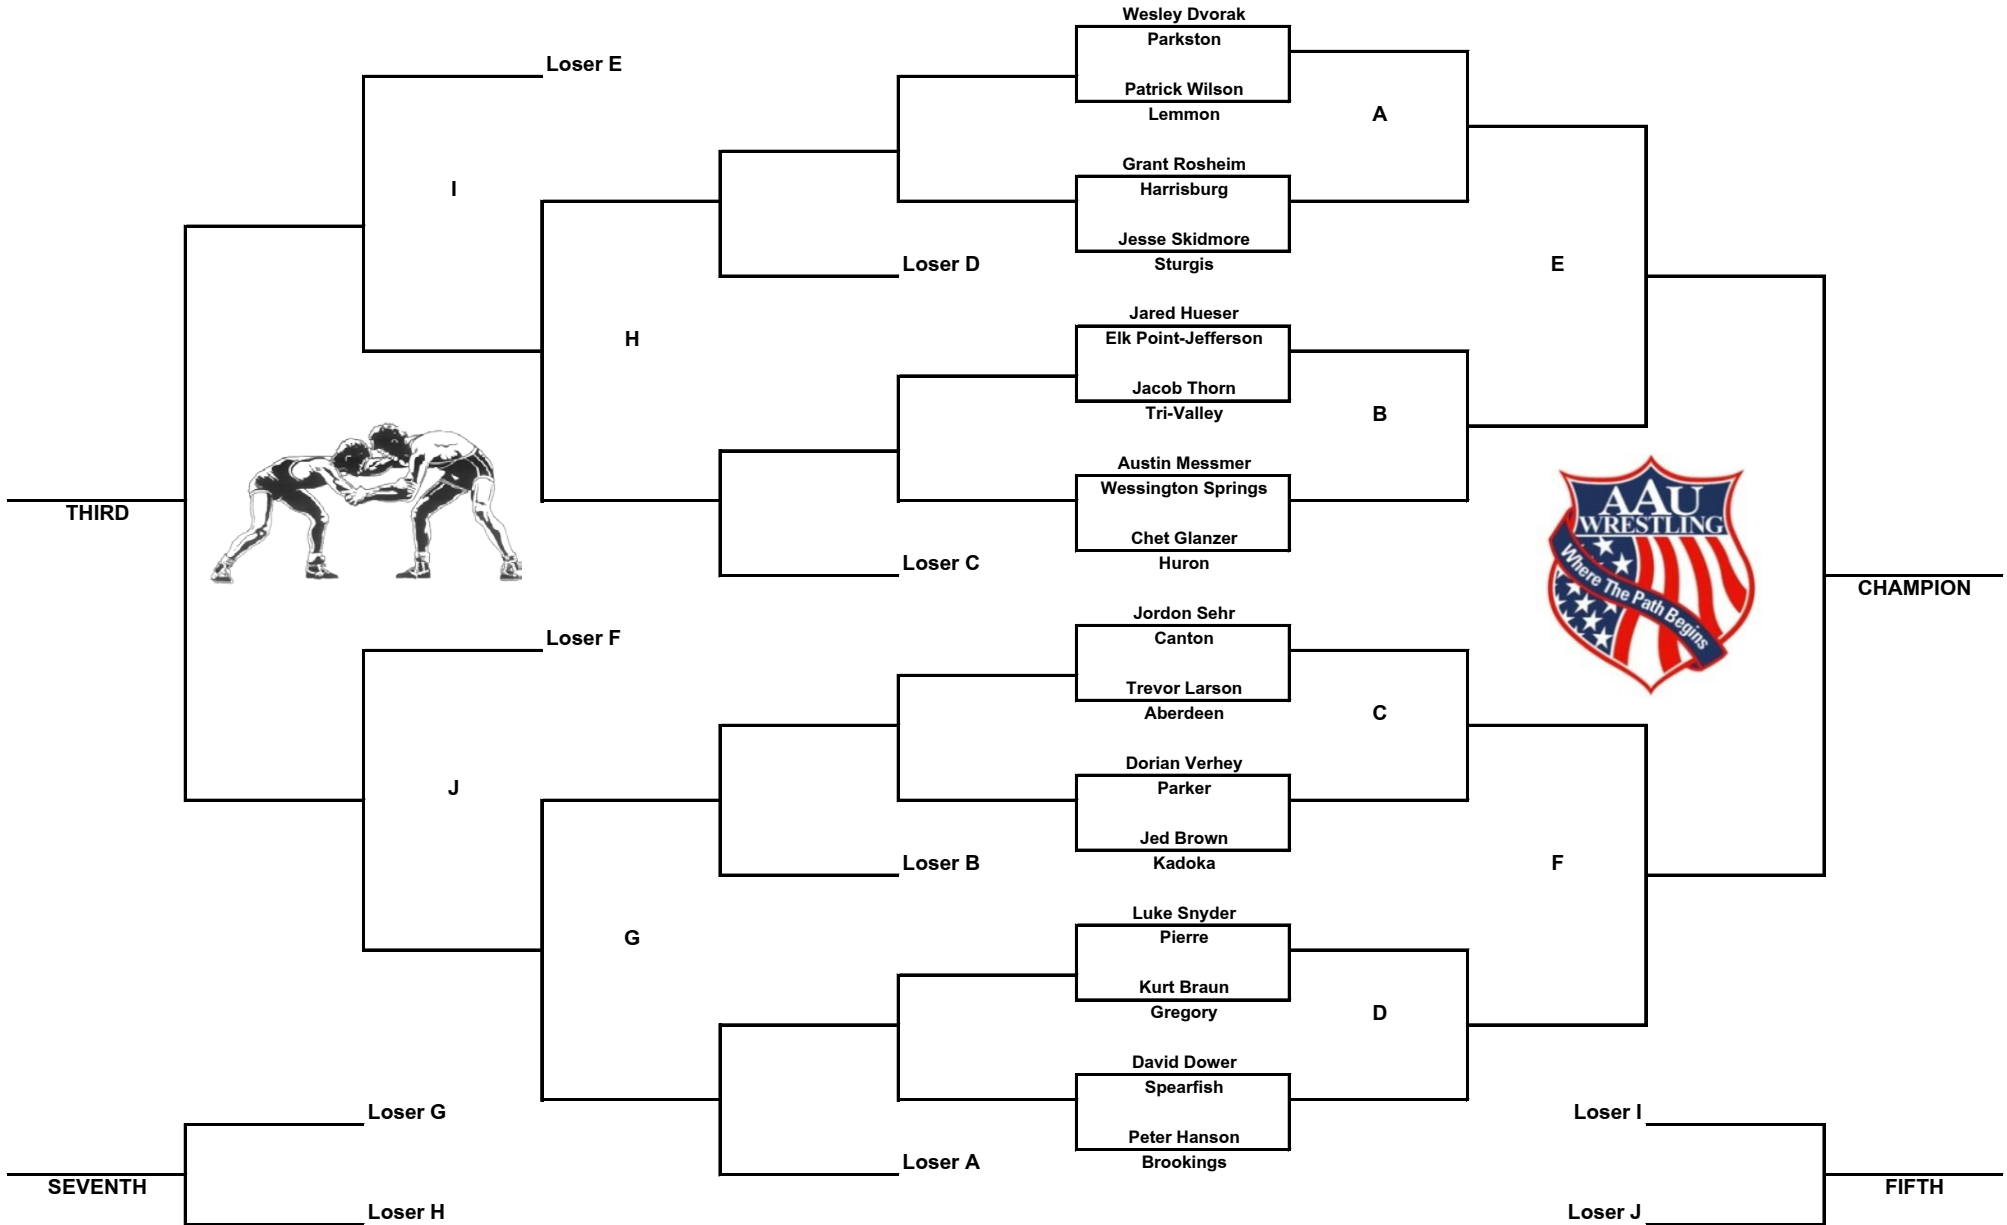 Wesley Dvorak
Parkston
Loser E
Patrick Wilson
Lemmon
A
Grant Rosheim
Harrisburg
I
Jesse Skidmore
Sturgis
Loser D
E
Jared Hueser
Elk Point-Jefferson
H
Jacob Thorn
Tri-Valley
B
Austin Messmer
Wessington Springs
THIRD
Chet Glanzer
Huron
Loser C
AAU
WRESTLING
Where The Path Begins
CHAMPION
Jordon Sehr
Canton
Loser F
Trevor Larson
Aberdeen
C
Dorian Verhey
Parker
J
Jed Brown
Kadoka
Loser B
F
Luke Snyder
Pierre
G
Kurt Braun
Gregory
D
David Dower
Spearfish
Loser G
Loser I
Peter Hanson
Brookings
Loser A
SEVENTH
FIFTH
Loser H
Loser J